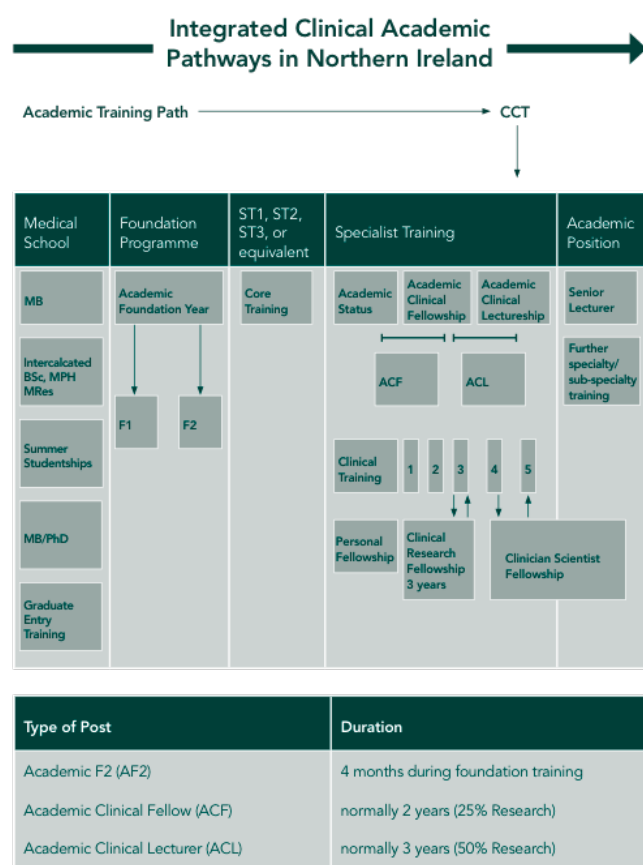 Integrated Clinical Academic
Pathways in Northern Ireland
Academic Training Path
CCT
Medical
School
Foundation
Programme
ST1, ST2,
ST3, or
equivalent
Specialist Training
Academic
Position
MB
Intercalcated
BSc, MPH
MRes
Summer
Studentships
MB/PhD
Graduate
Entry
Training
Academic
Foundation Year
F1
F2
Core
Training
Academic
Status
Academic
Clinical
Fellowship
Academic
Clinical
Lectureship
ACF
ACL
Clinical
Training
1
2
3
4
5
Personal
Fellowship
Clinical
Research
Fellowship
3 years
Clinician Scientist
Fellowship
Senior
Lecturer
Further
specialty/
sub-specialty
training
Type of Post
Duration
Academic F2 (AF2)
4 months during foundation training
Academic Clinical Fellow (ACF)
normally 2 years (25% Research)
Academic Clinical Lecturer (ACL)
normally 3 years (50% Research)